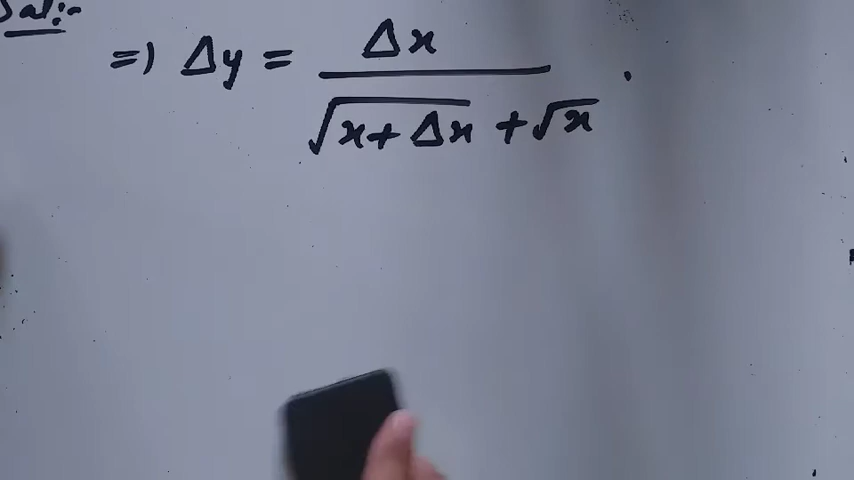 Sol:-
=) Δy = Δx / √(x+Δx) + √x .